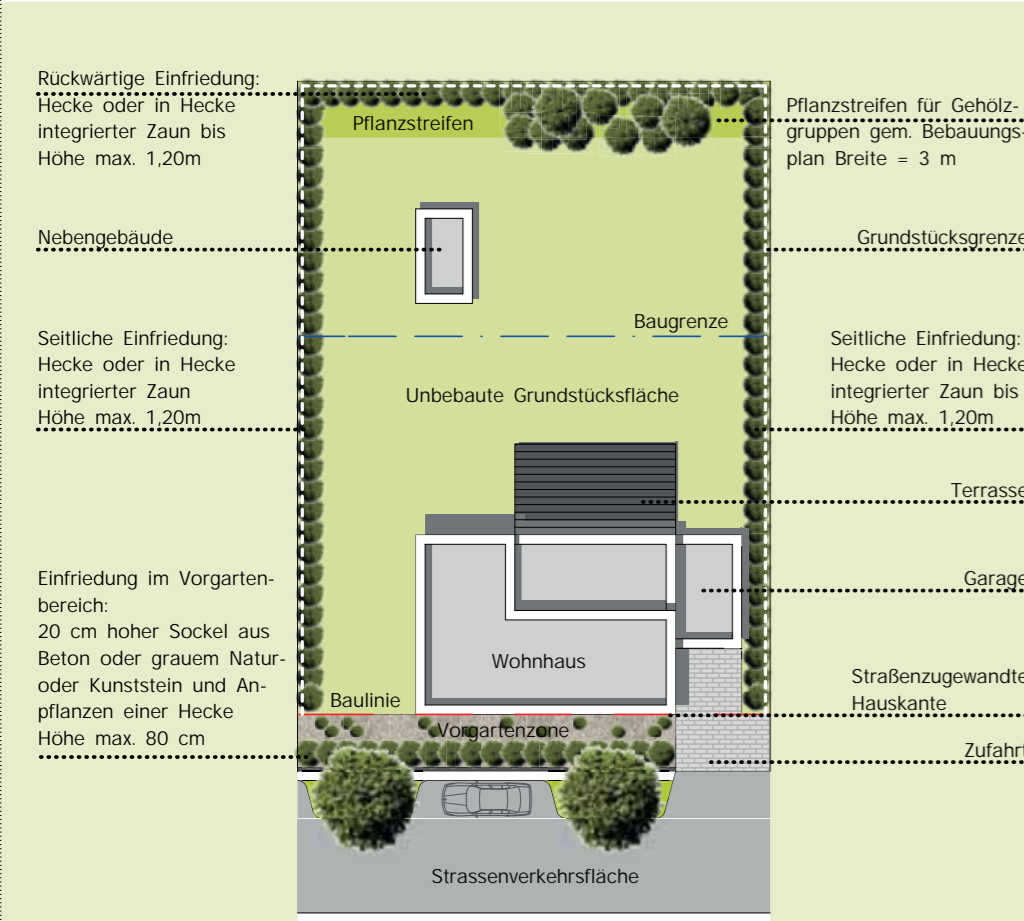 Rückwärtige Einfriedung:
Hecke oder in Hecke
integrierter Zaun bis
Höhe max. 1,20m
Pflanzstreifen
Pflanzstreifen für Gehölz-
gruppen gem. Bebauungs-
plan Breite = 3 m
Nebengebäude
Grundstücksgrenze
Baugrenze
Seitliche Einfriedung:
Hecke oder in Hecke
integrierter Zaun
Höhe max. 1,20m
Seitliche Einfriedung:
Hecke oder in Hecke
integrierter Zaun bis
Höhe max. 1,20m
Unbebaute Grundstücksfläche
Terrasse
Garage
Einfriedung im Vorgarten-
bereich:
20 cm hoher Sockel aus
Beton oder grauem Natur-
oder Kunststein und An-
pflanzen einer Hecke
Höhe max. 80 cm
Wohnhaus
Baulinie
Straßenzugewandte
Hauskante
Vorgartenzone
Zufahrt
Strassenverkehrsfläche